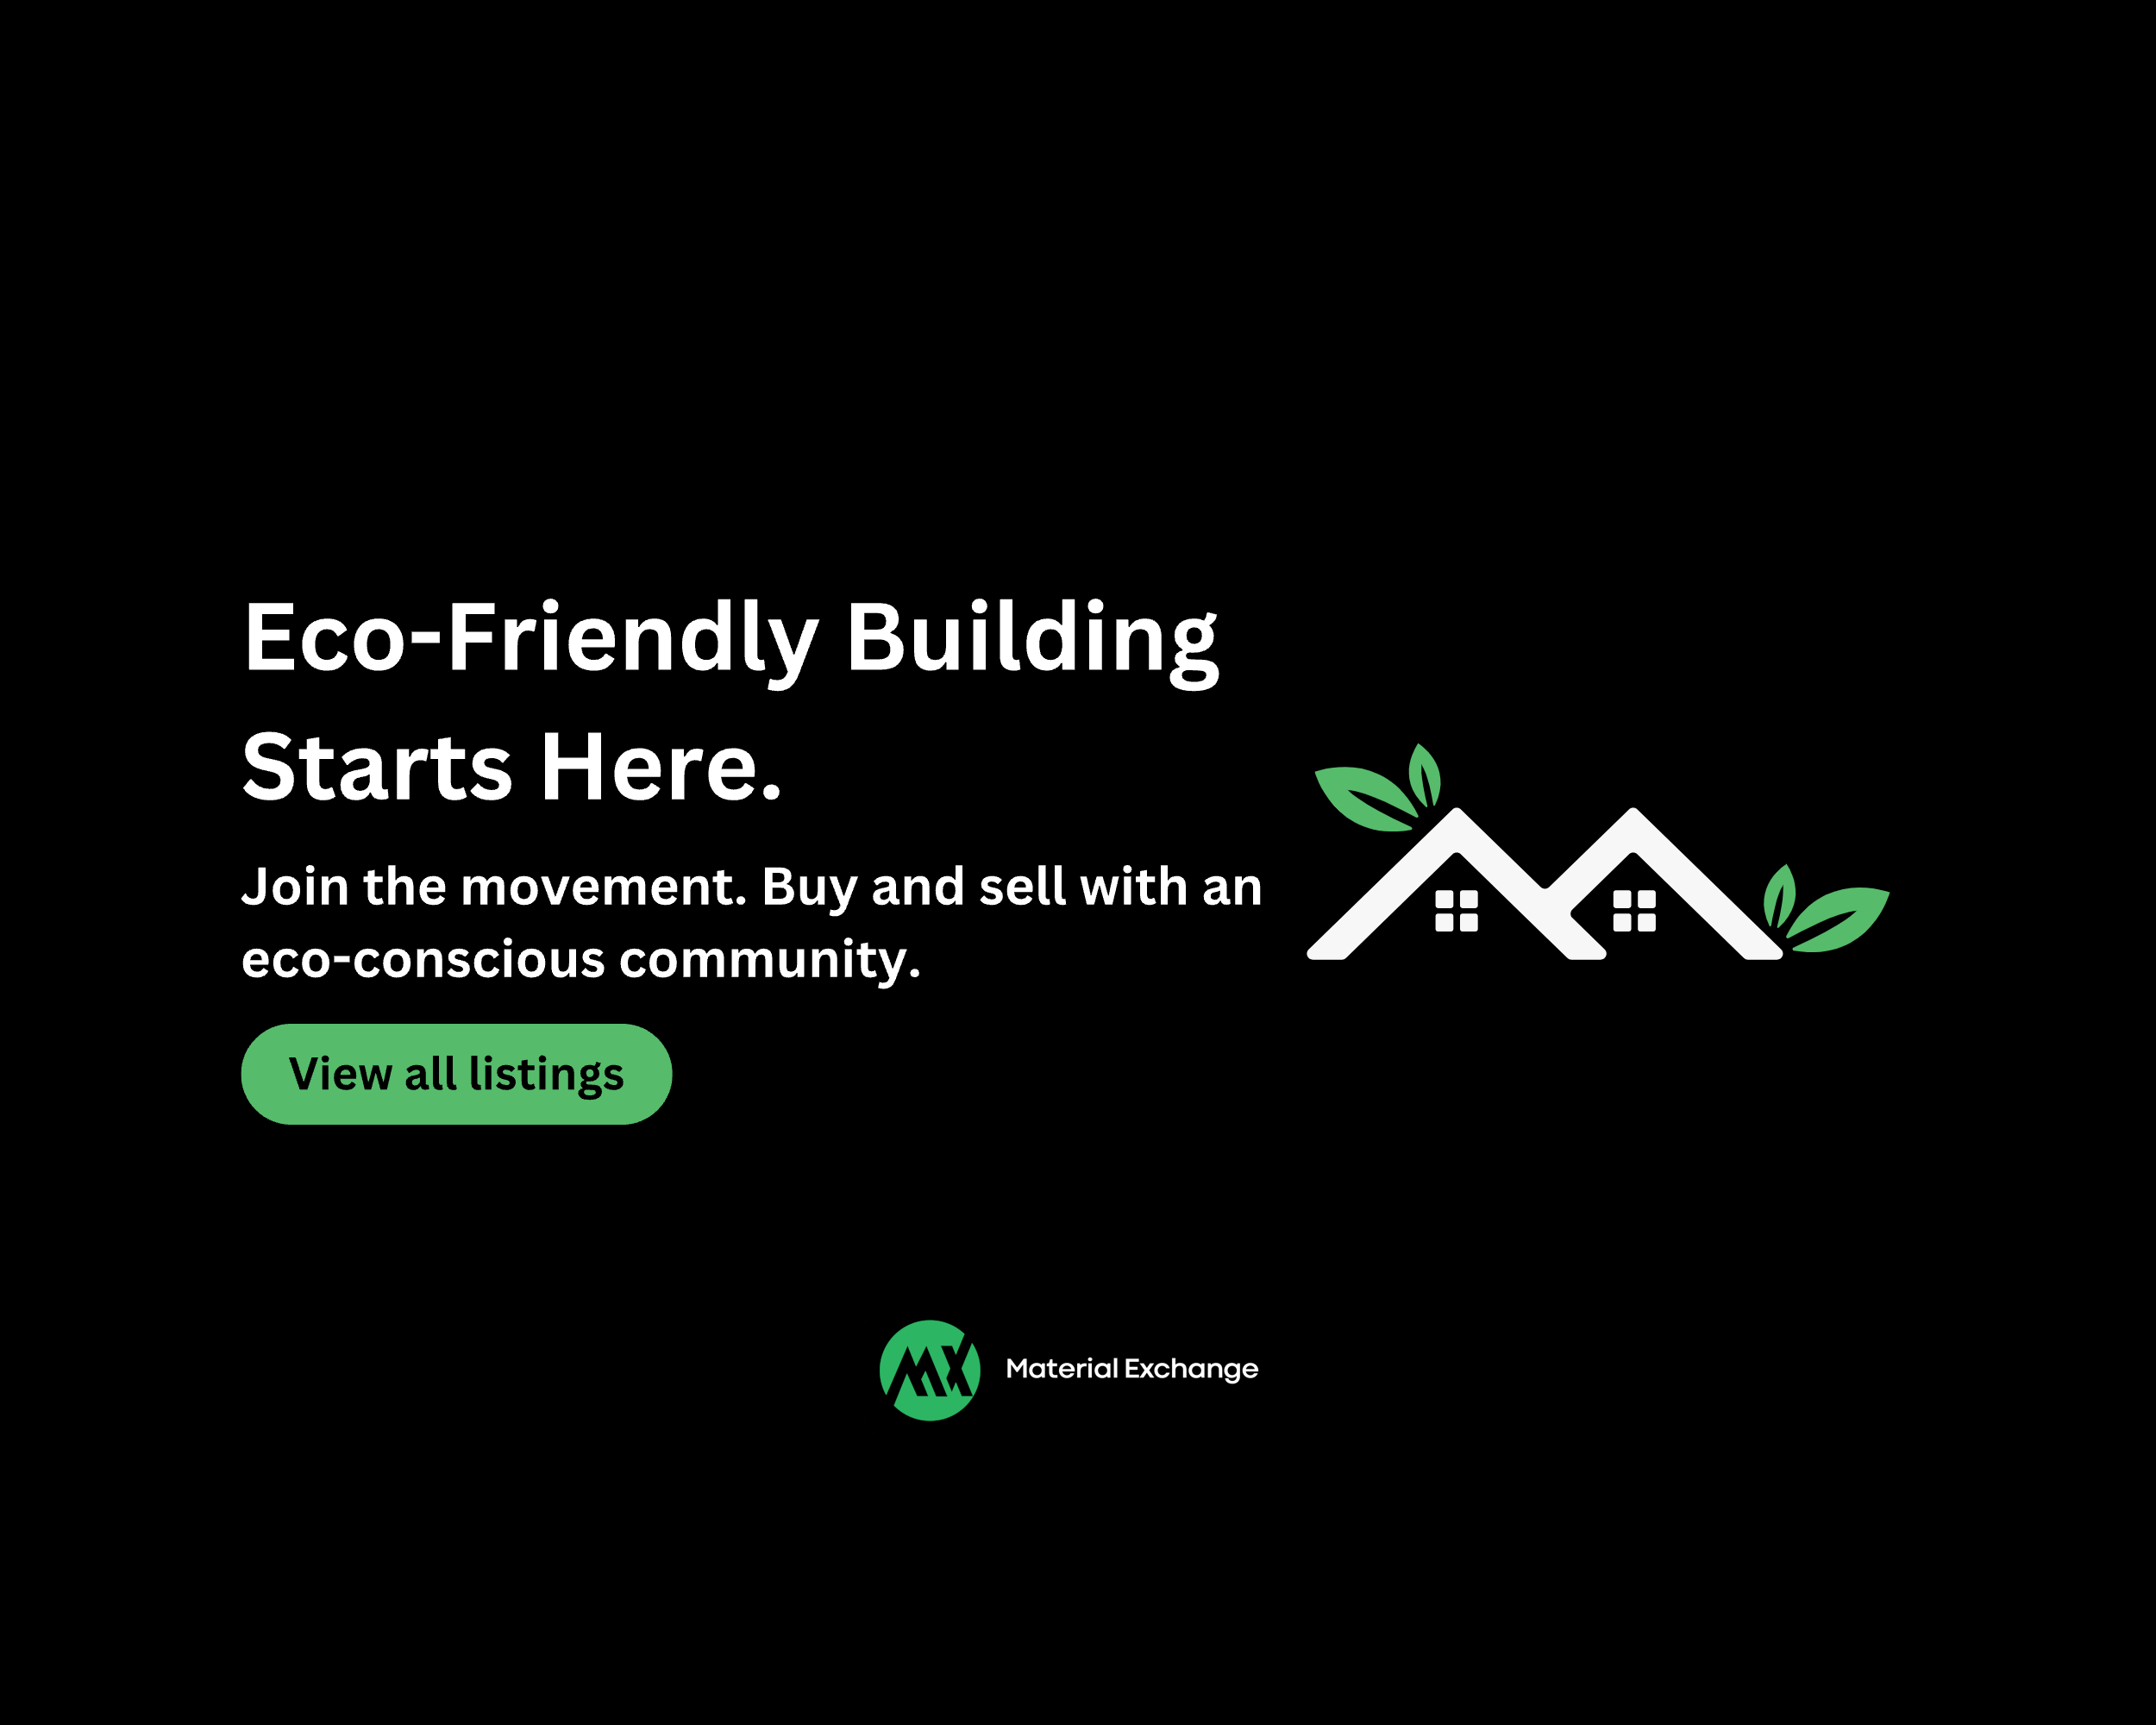 Eco-Friendly Building
Starts Here.
Join the movement. Buy and sell with an
eco-conscious community.
View all listings
MX
Material Exchange